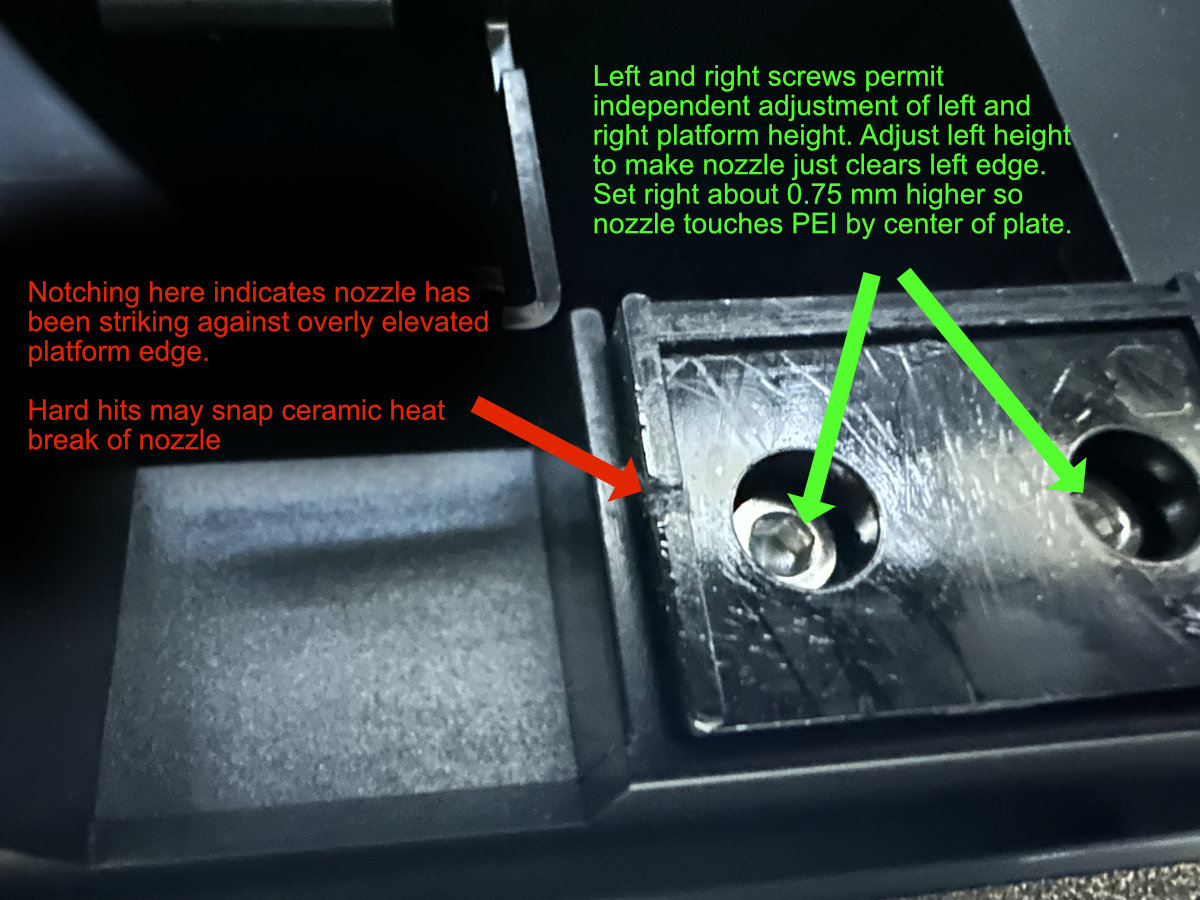 Left and right screws permit
independent adjustment of left and
right platform height. Adjust left height
to make nozzle just clears left edge.
Set right about 0.75 mm higher so
nozzle touches PEI by center of plate.
Notching here indicates nozzle has
been striking against overly elevated
platform edge.
Hard hits may snap ceramic heat
break of nozzle